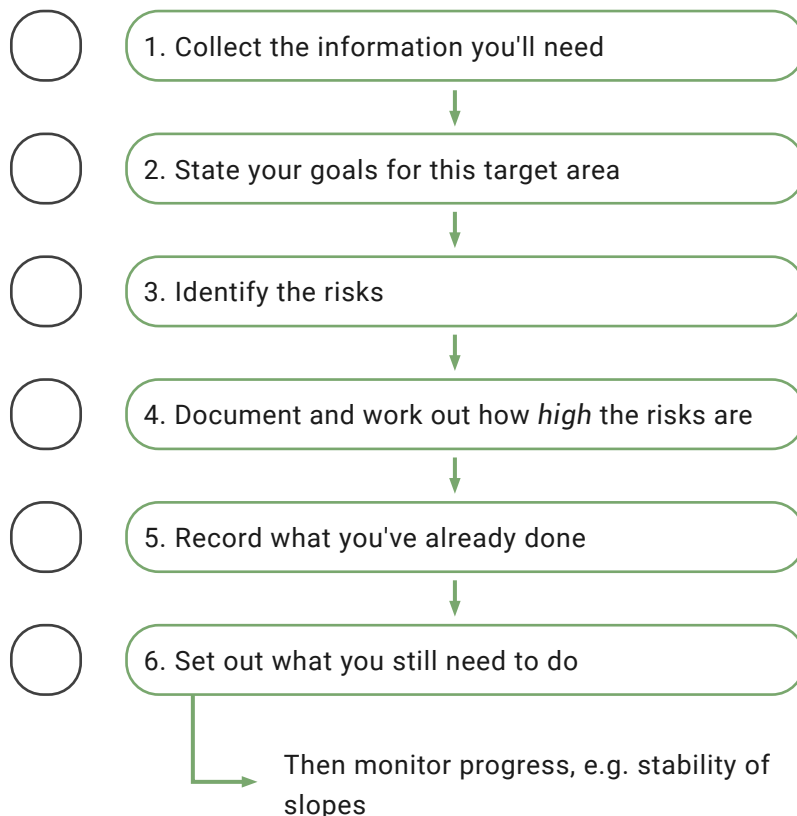 1. Collect the information you'll need
2. State your goals for this target area
3. Identify the risks
4. Document and work out how high the risks are
5. Record what you've already done
6. Set out what you still need to do
Then monitor progress, e.g. stability of
slopes